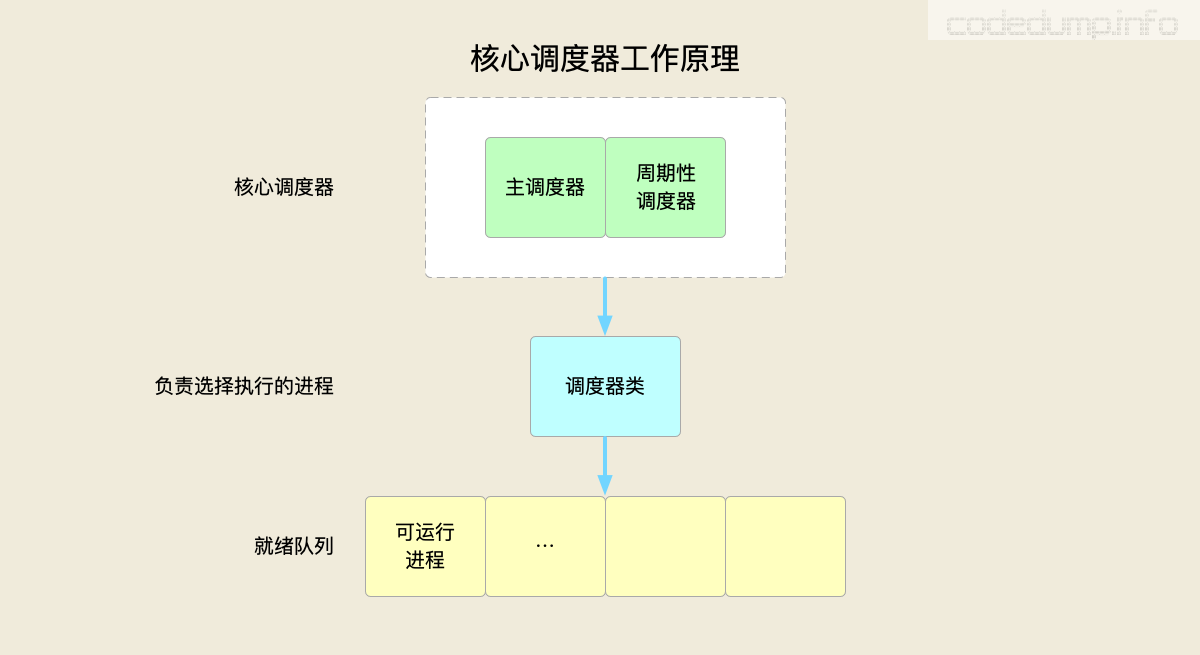 codedumpinfo
核心调度器工作原理
核心调度器
主调度器
周期性
调度器
负责选择执行的进程
调度器类
就绪队列
可运行
进程
…